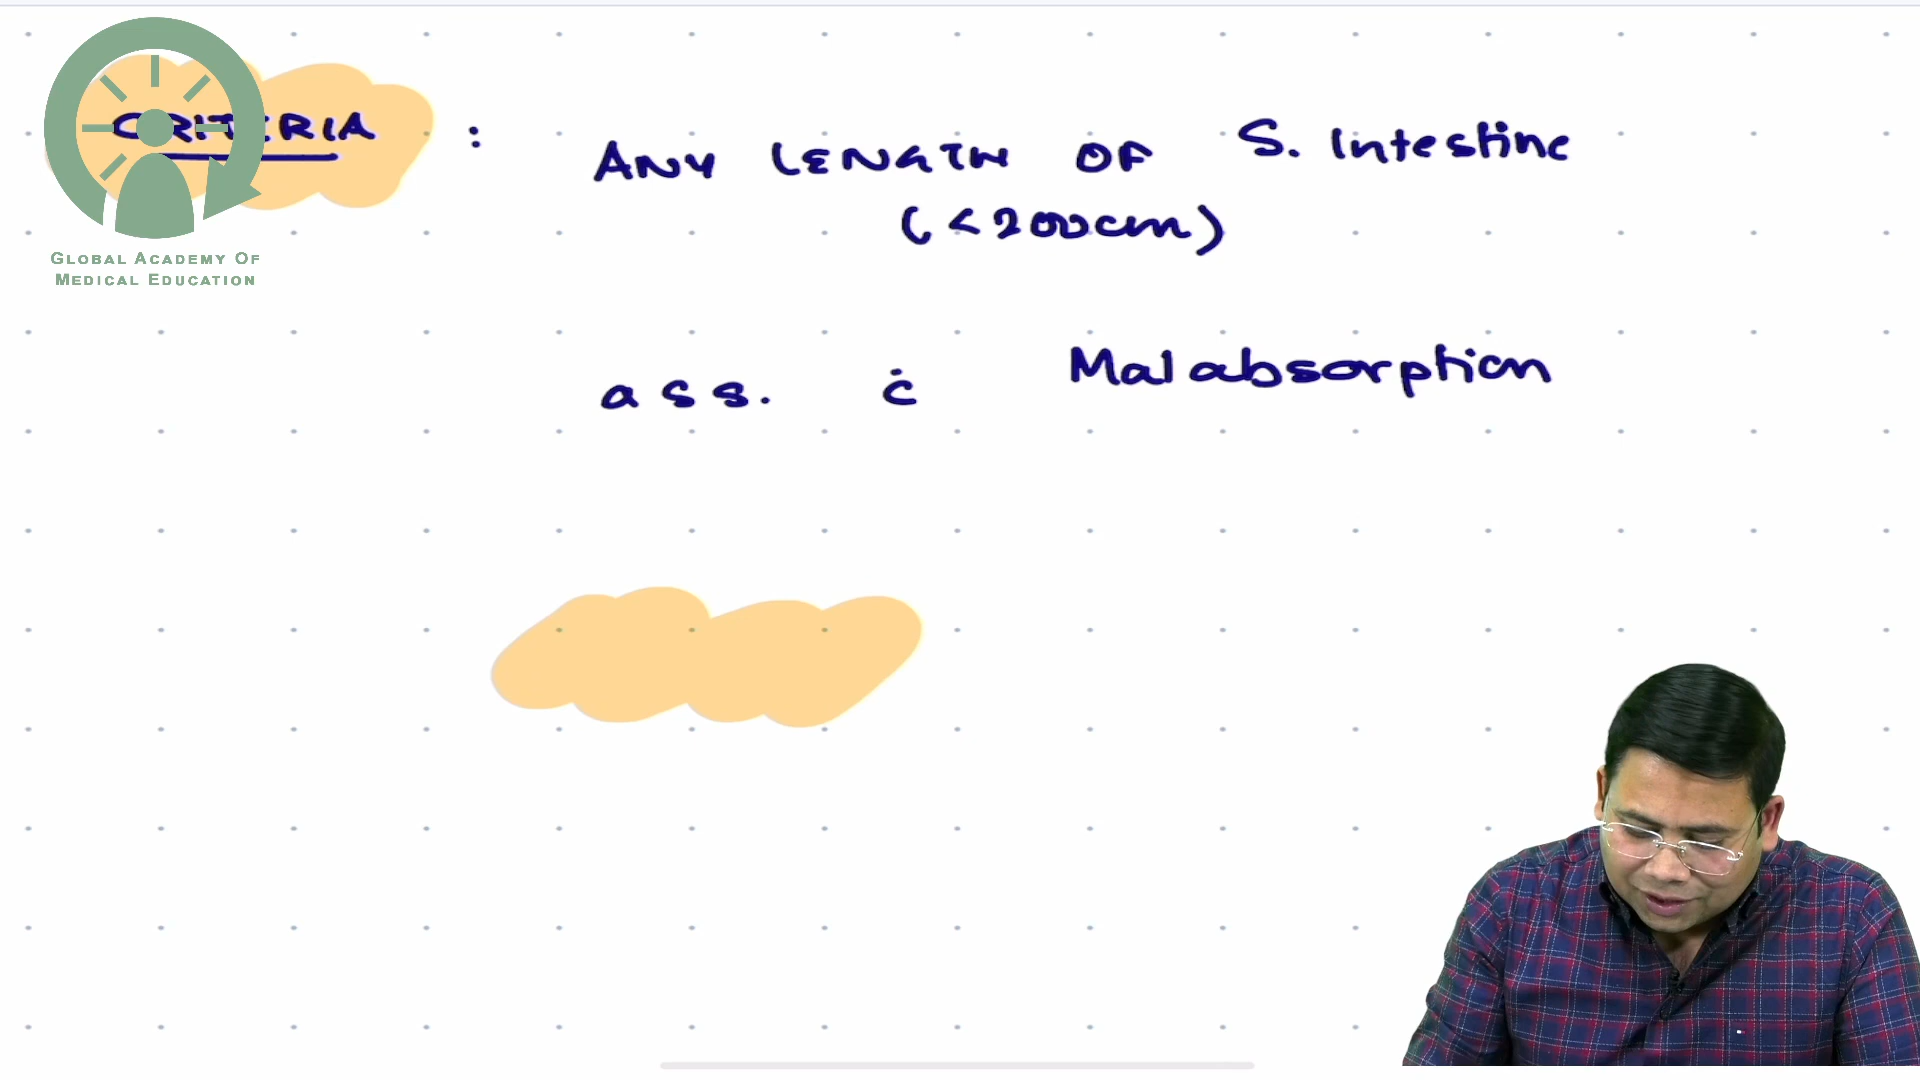 CRITERIA : ANY LENGTH OF S. Intestine
(<200cm)
GLOBAL ACADEMY OF
MEDICAL EDUCATION
ass. c̄ Malabsorption